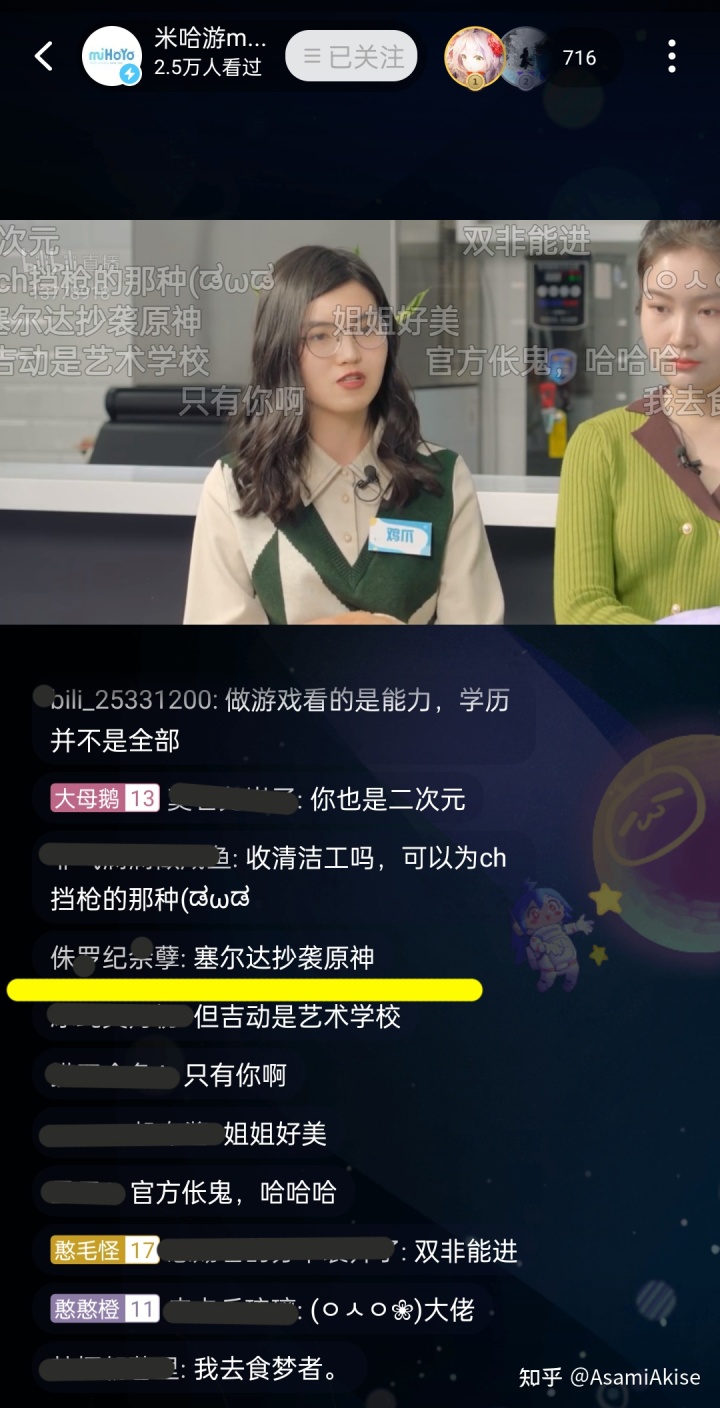 米哈游m...
miHoYo
已关注
716
2.5万人看过
次元
双非能进
ch挡枪的那种(ಡωಡ
塞尔达抄袭原神
姐姐好美
吉动是艺术学校
官方伥鬼，哈哈哈
只有你啊
我去食
鸡爪
bili_25331200: 做游戏看的是能力，学历
并不是全部
大母鹅 13 : 你也是二次元
鱼: 收清洁工吗，可以为ch
挡枪的那种(ಡωಡ
侏罗纪余孽: 塞尔达抄袭原神
但吉动是艺术学校
只有你啊
姐姐好美
官方伥鬼，哈哈哈
憨毛怪 17 : 双非能进
憨憨橙 11 : (ㅇㅅㅇ❀)大佬
: 我去食梦者。
知乎 @AsamiAkise